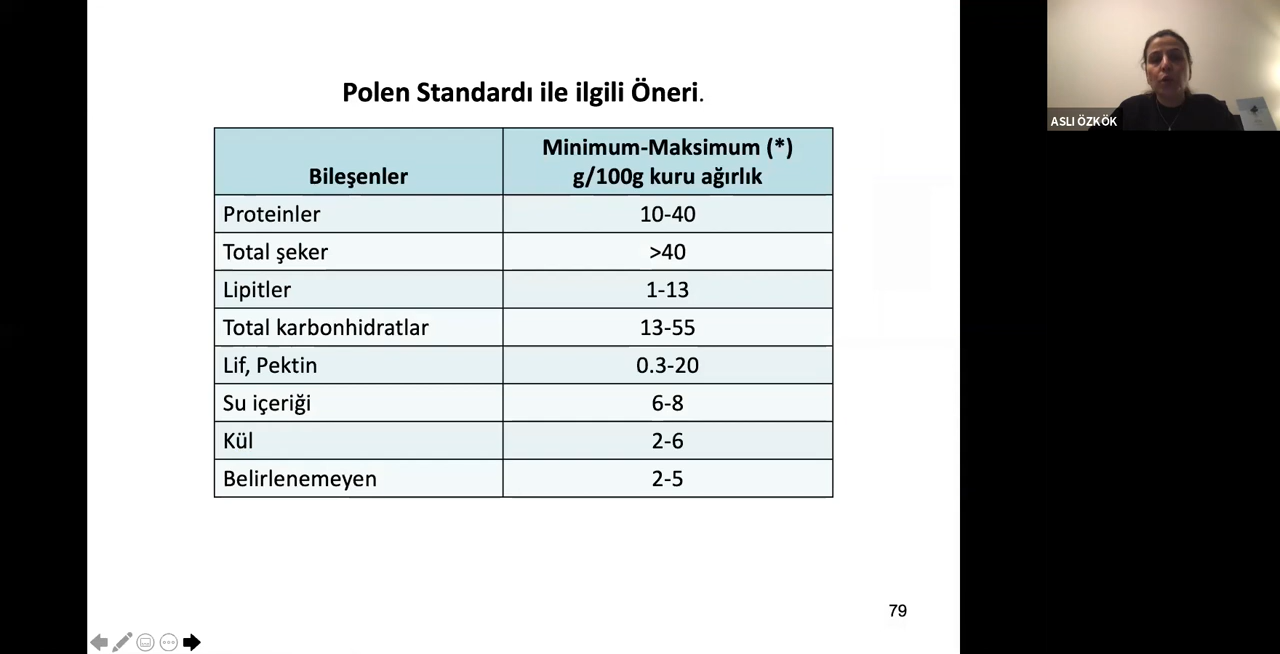 Polen Standardı ile ilgili Öneri.
Bileşenler
Minimum-Maksimum (*)
g/100g kuru ağırlık
Proteinler 10-40
Total şeker >40
Lipitler 1-13
Total karbonhidratlar 13-55
Lif, Pektin 0.3-20
Su içeriği 6-8
Kül 2-6
Belirlenemeyen 2-5
79
ASLI ÖZKÖK